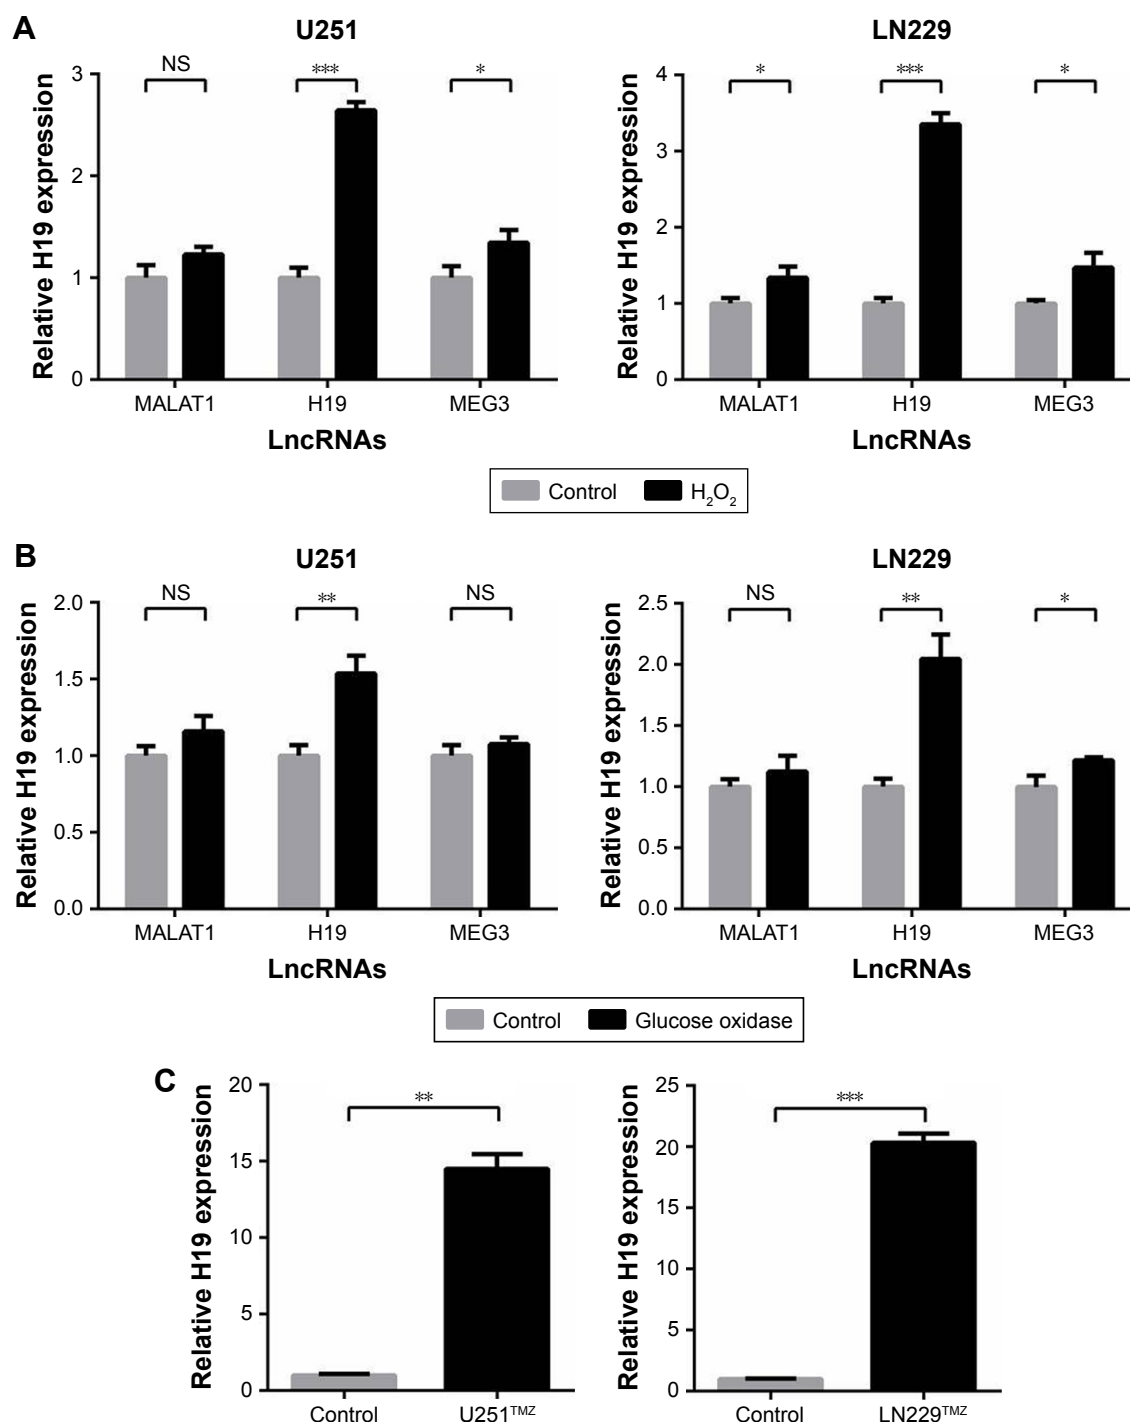 A
U251
LN229
NS
***
*
*
***
*
Relative H19 expression
3
2
1
0
Relative H19 expression
4
3
2
1
0
MALAT1
H19
MEG3
MALAT1
H19
MEG3
LncRNAs
LncRNAs
Control
H₂O₂
B
U251
LN229
NS
**
NS
NS
**
*
Relative H19 expression
2.0
1.5
1.0
0.5
0.0
Relative H19 expression
2.5
2.0
1.5
1.0
0.5
0.0
MALAT1
H19
MEG3
MALAT1
H19
MEG3
LncRNAs
LncRNAs
Control
Glucose oxidase
C
**
***
Relative H19 expression
20
15
10
5
0
Relative H19 expression
25
20
15
10
5
0
Control
U251ᵀᴹᶻ
Control
LN229ᵀᴹᶻ